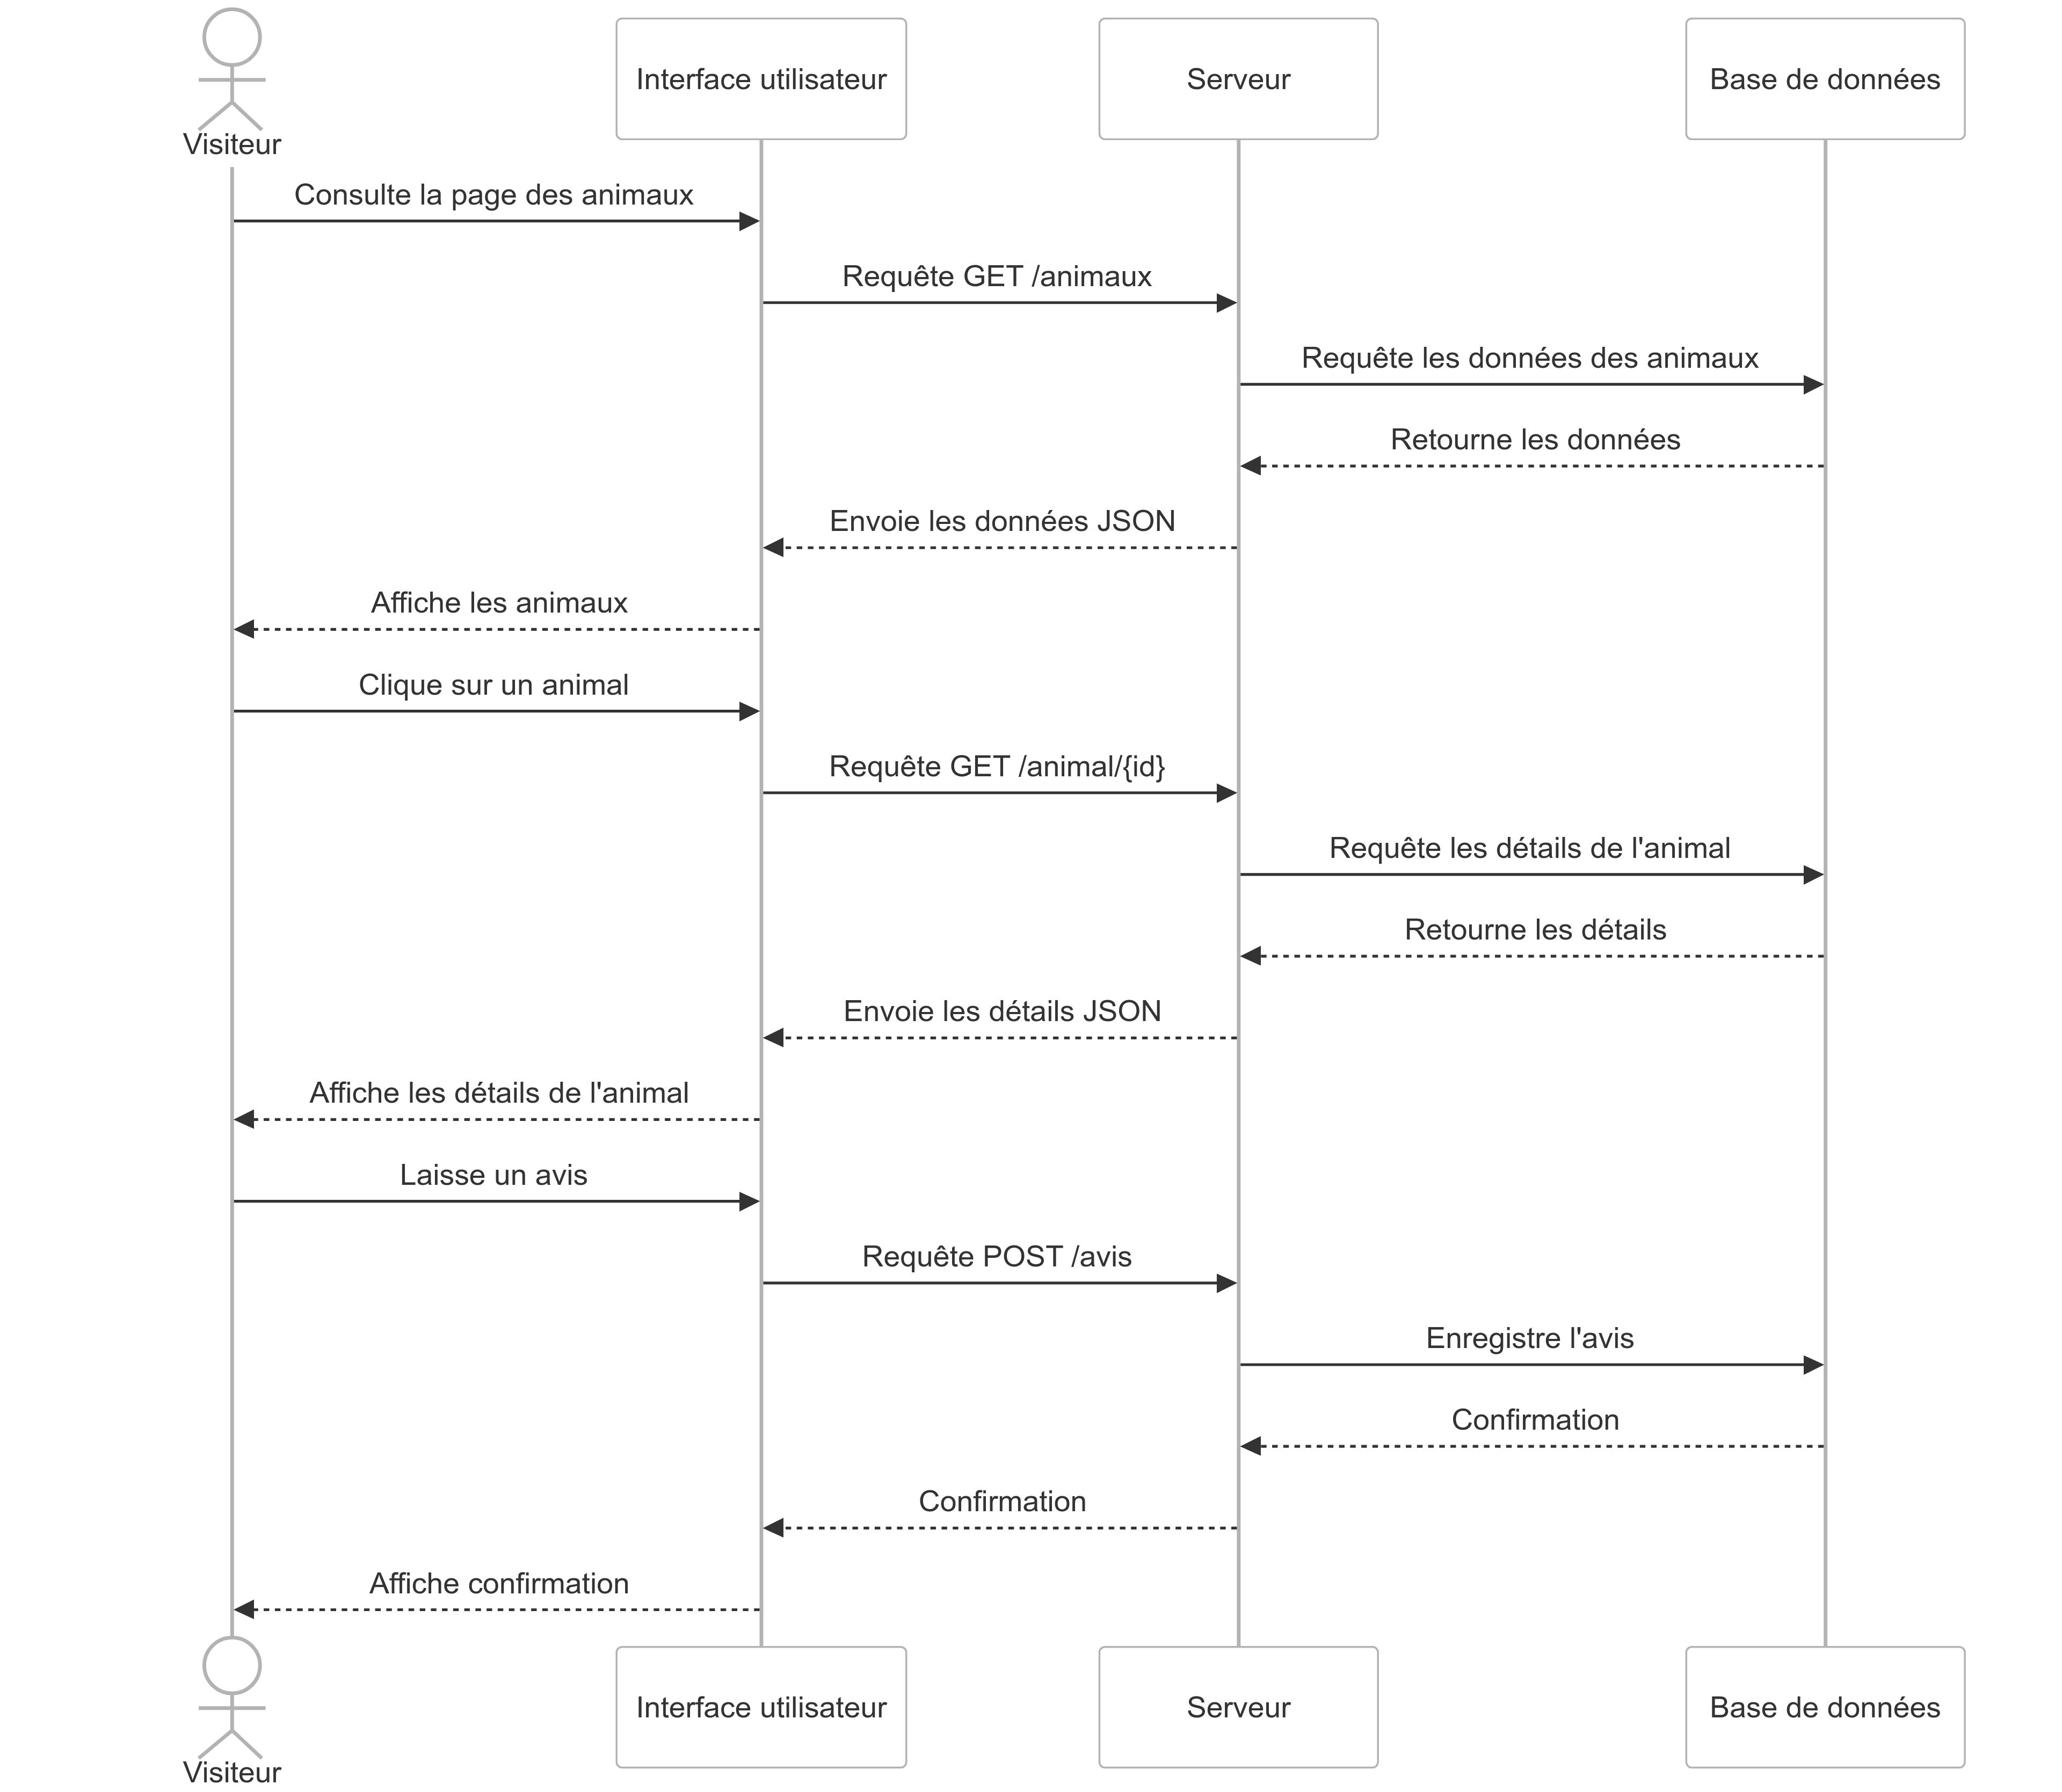 Visiteur
Interface utilisateur
Serveur
Base de données
Consulte la page des animaux
Requête GET /animaux
Requête les données des animaux
Retourne les données
Envoie les données JSON
Affiche les animaux
Clique sur un animal
Requête GET /animal/{id}
Requête les détails de l'animal
Retourne les détails
Envoie les détails JSON
Affiche les détails de l'animal
Laisse un avis
Requête POST /avis
Enregistre l'avis
Confirmation
Confirmation
Affiche confirmation
Visiteur
Interface utilisateur
Serveur
Base de données